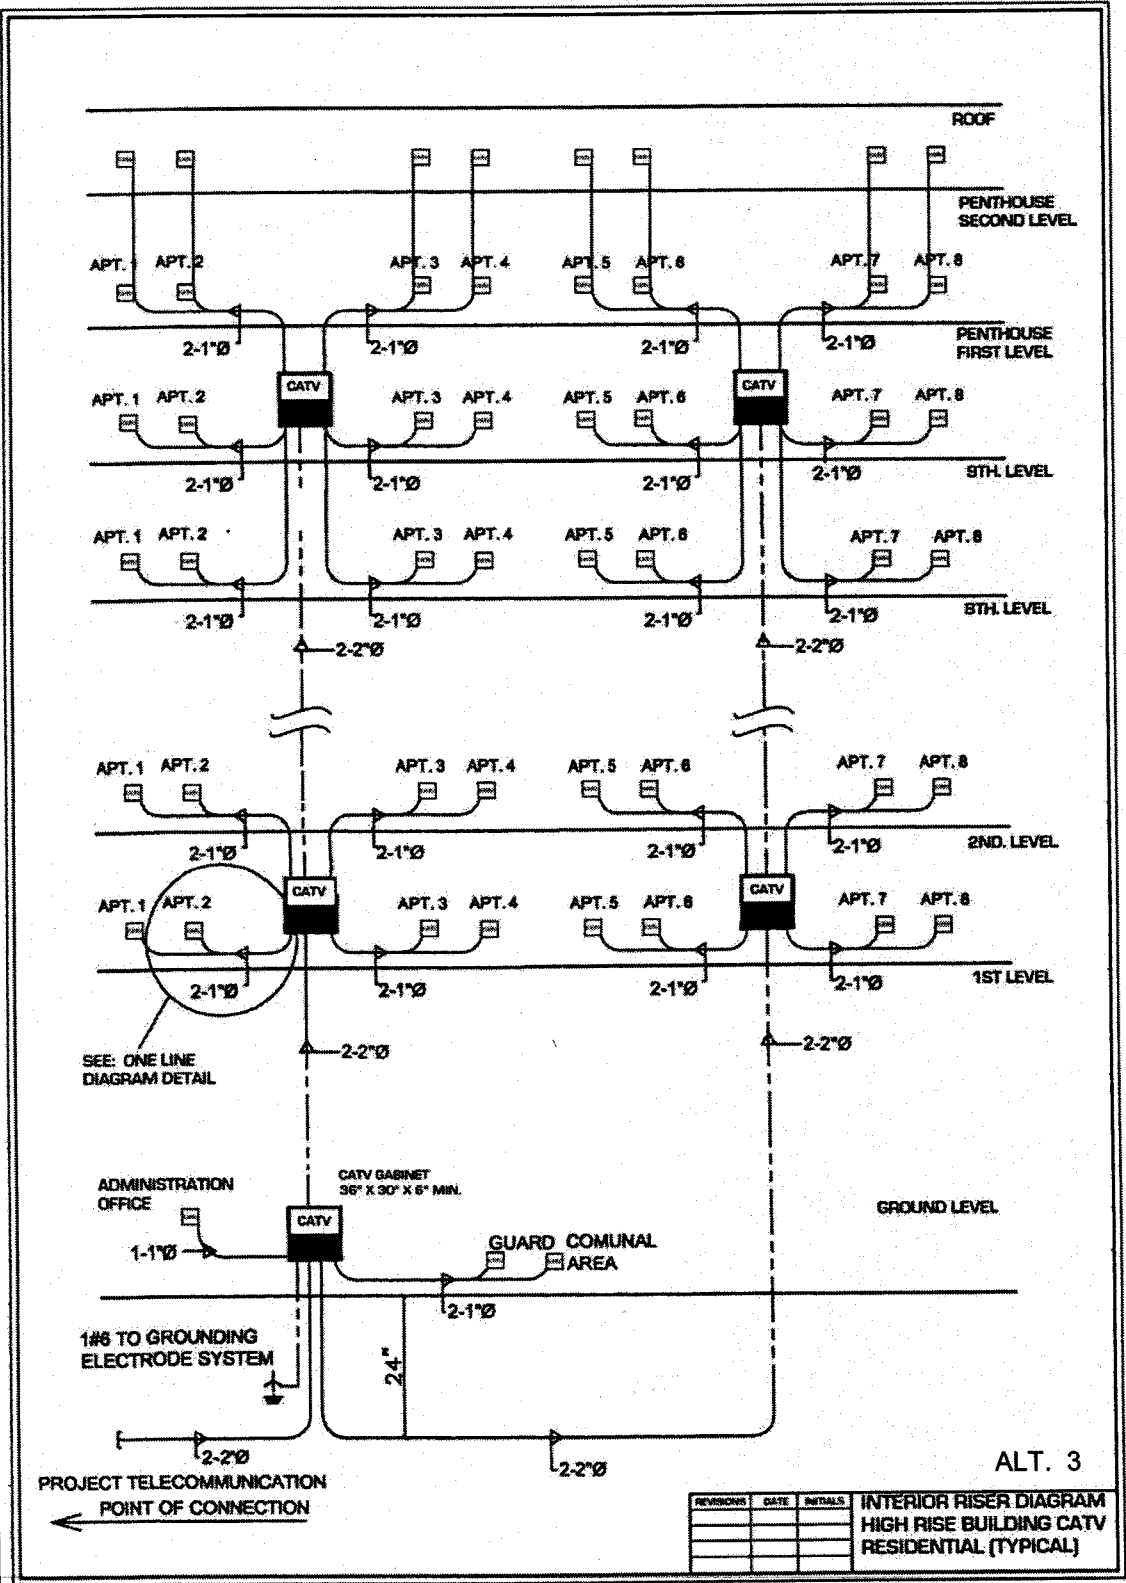 ROOF
PENTHOUSE
SECOND LEVEL
APT. 1 APT. 2 APT. 3 APT. 4 APT. 5 APT. 6 APT. 7 APT. 8
PENTHOUSE
FIRST LEVEL
2-1"Ø 2-1"Ø 2-1"Ø 2-1"Ø
CATV CATV
APT. 1 APT. 2 APT. 3 APT. 4 APT. 5 APT. 6 APT. 7 APT. 8
9TH. LEVEL
2-1"Ø 2-1"Ø 2-1"Ø 2-1"Ø
APT. 1 APT. 2 APT. 3 APT. 4 APT. 5 APT. 6 APT. 7 APT. 8
8TH. LEVEL
2-1"Ø 2-1"Ø 2-1"Ø 2-1"Ø
2-2"Ø 2-2"Ø
APT. 1 APT. 2 APT. 3 APT. 4 APT. 5 APT. 6 APT. 7 APT. 8
2ND. LEVEL
2-1"Ø 2-1"Ø 2-1"Ø 2-1"Ø
CATV CATV
APT. 1 APT. 2 APT. 3 APT. 4 APT. 5 APT. 6 APT. 7 APT. 8
1ST LEVEL
2-1"Ø 2-1"Ø 2-1"Ø 2-1"Ø
2-2"Ø 2-2"Ø
SEE: ONE LINE
DIAGRAM DETAIL
CATV GABINET
36" X 30" X 6" MIN.
ADMINISTRATION
OFFICE
GROUND LEVEL
CATV
1-1"Ø
GUARD COMUNAL
AREA
2-1"Ø
1#6 TO GROUNDING
ELECTRODE SYSTEM
24"
2-2"Ø
2-2"Ø
PROJECT TELECOMMUNICATION
POINT OF CONNECTION
ALT. 3
REVISIONS DATE INITIALS
INTERIOR RISER DIAGRAM
HIGH RISE BUILDING CATV
RESIDENTIAL (TYPICAL)